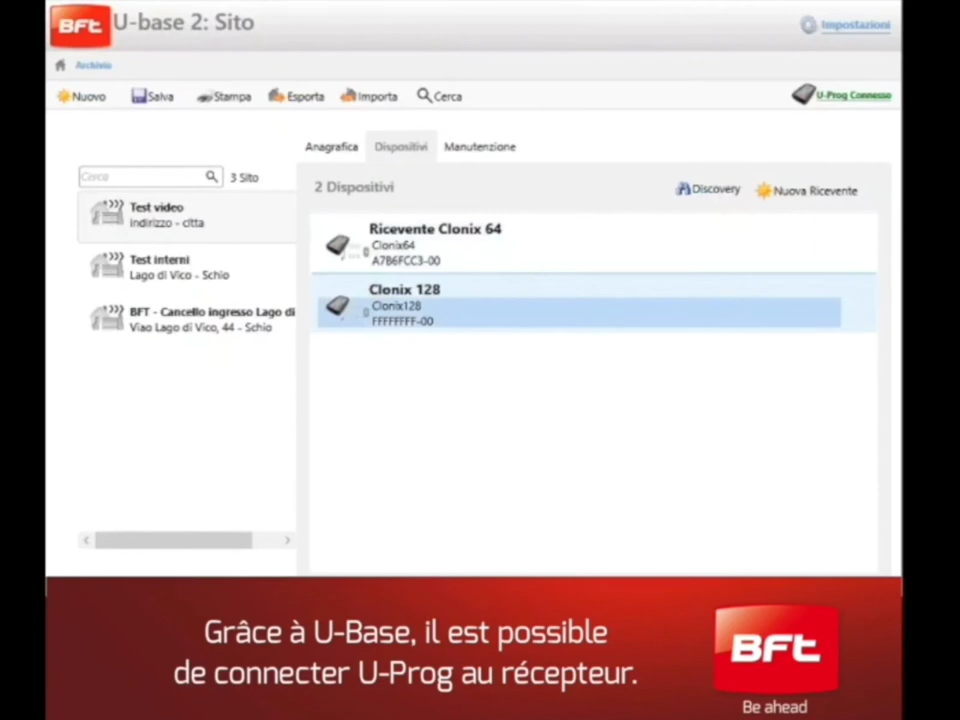 BFt
U-base 2: Sito
Impostazioni
Archivio
Nuovo Salva Stampa Esporta Importa Cerca
U-Prog Connesso
Anagrafica Dispositivi Manutenzione
Cerca
3 Sito
2 Dispositivi
Discovery
Nuova Ricevente
Test video
indirizzo - citta
Test interni
Lago di Vico - Schio
BFT - Cancello ingresso Lago di
Viao Lago di Vico, 44 - Schio
Ricevente Clonix 64
Clonix64
A7B6FCC3-00
Clonix 128
Clonix128
FFFFFFFF-00
Grâce à U-Base, il est possible
de connecter U-Prog au récepteur.
BFt
Be ahead